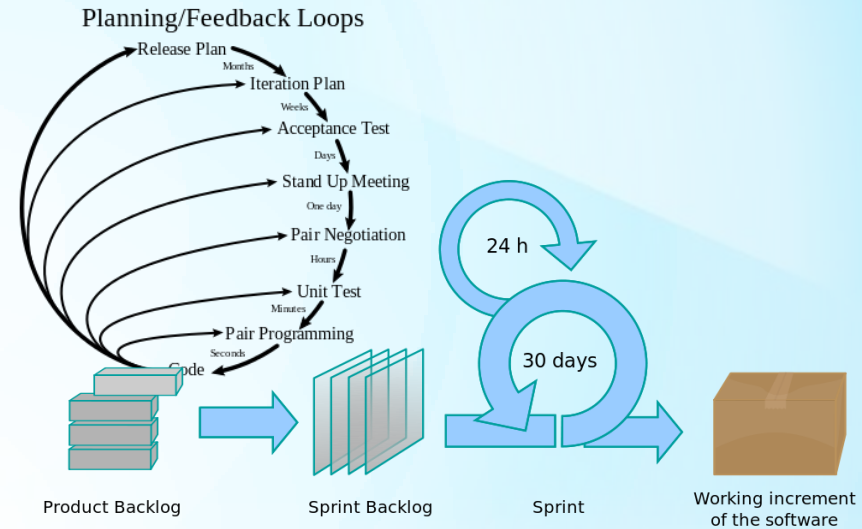 Planning/Feedback Loops
Release Plan
Months
Iteration Plan
Weeks
Acceptance Test
Days
Stand Up Meeting
One day
Pair Negotiation
Hours
Unit Test
Minutes
Pair Programming
Seconds
Code
24 h
30 days
Product Backlog
Sprint Backlog
Sprint
Working increment
of the software